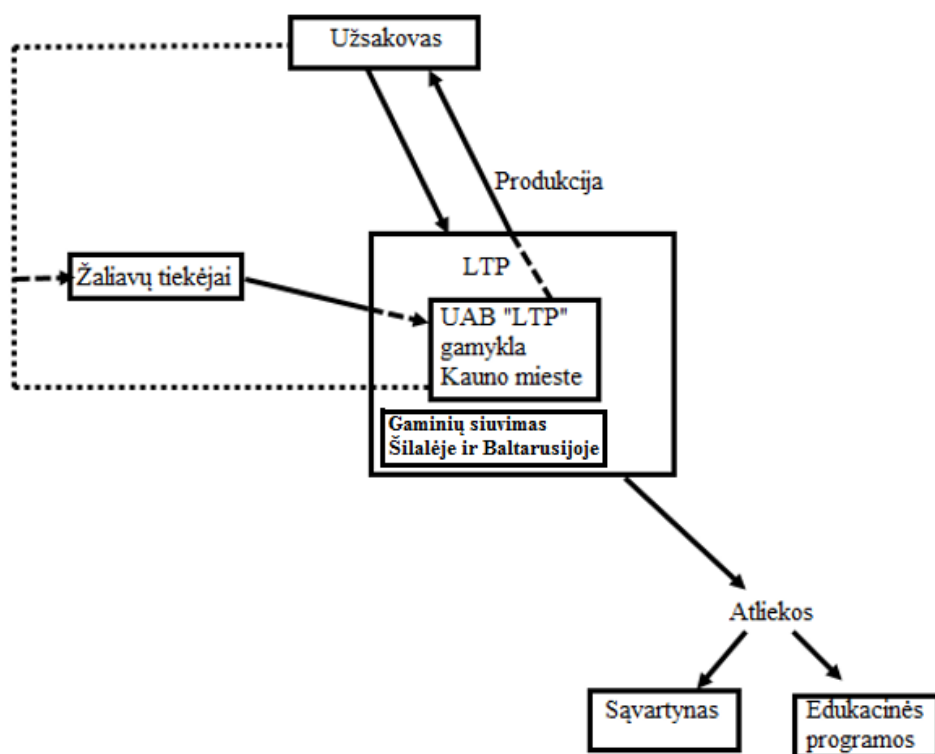 Užsakovas
Produkcija
LTP
Žaliavų tiekėjai
UAB "LTP"
gamykla
Kauno mieste
Gaminių siuvimas
Šilalėje ir Baltarusijoje
Atliekos
Sąvartynas
Edukacinės
programos